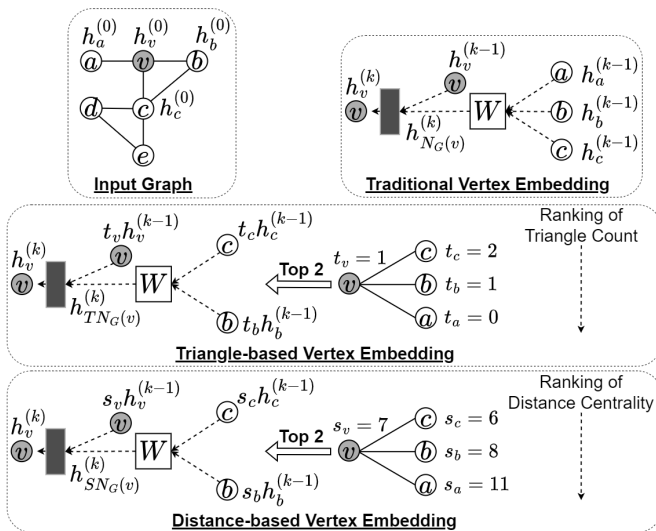 h_a^{(0)} h_v^{(0)} h_b^{(0)}
a v b
d c h_c^{(0)}
e
Input Graph
h_v^{(k-1)}
h_v^{(k)} v a h_a^{(k-1)}
v W b h_b^{(k-1)}
h_{N_G(v)}^{(k)} c h_c^{(k-1)}
Traditional Vertex Embedding
Ranking of
Triangle Count
t_v h_v^{(k-1)} t_c h_c^{(k-1)}
h_v^{(k)} v c t_v = 1 c t_c = 2
v W Top 2 v b t_b = 1
h_{TN_G(v)}^{(k)} b t_b h_b^{(k-1)} a t_a = 0
Triangle-based Vertex Embedding
Ranking of
Distance Centrality
s_v h_v^{(k-1)} s_c h_c^{(k-1)}
h_v^{(k)} v c s_v = 7 c s_c = 6
v W Top 2 v b s_b = 8
h_{SN_G(v)}^{(k)} b s_b h_b^{(k-1)} a s_a = 11
Distance-based Vertex Embedding